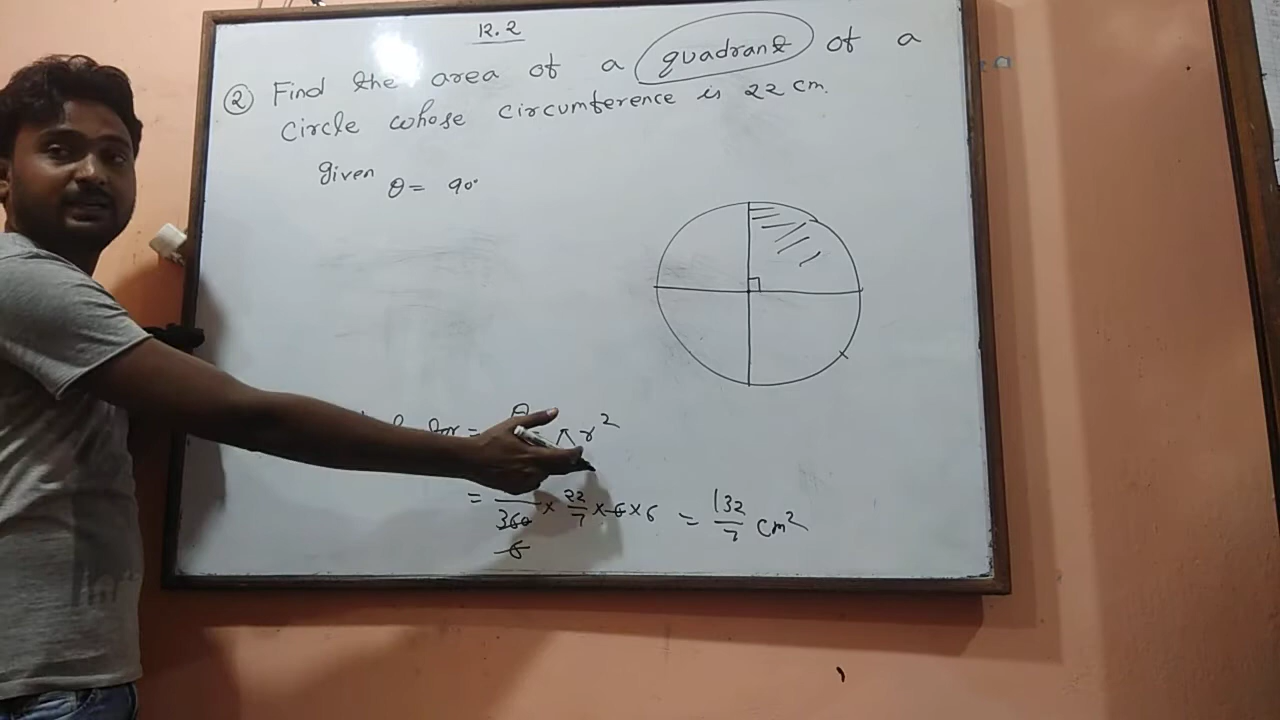 12.2
② Find the area of a quadrant of a
circle whose circumference is 22 cm.
given
θ = 90°
= θ πr²
= 360 × 22/7 × 6 × 6 = 132/7 cm²
6